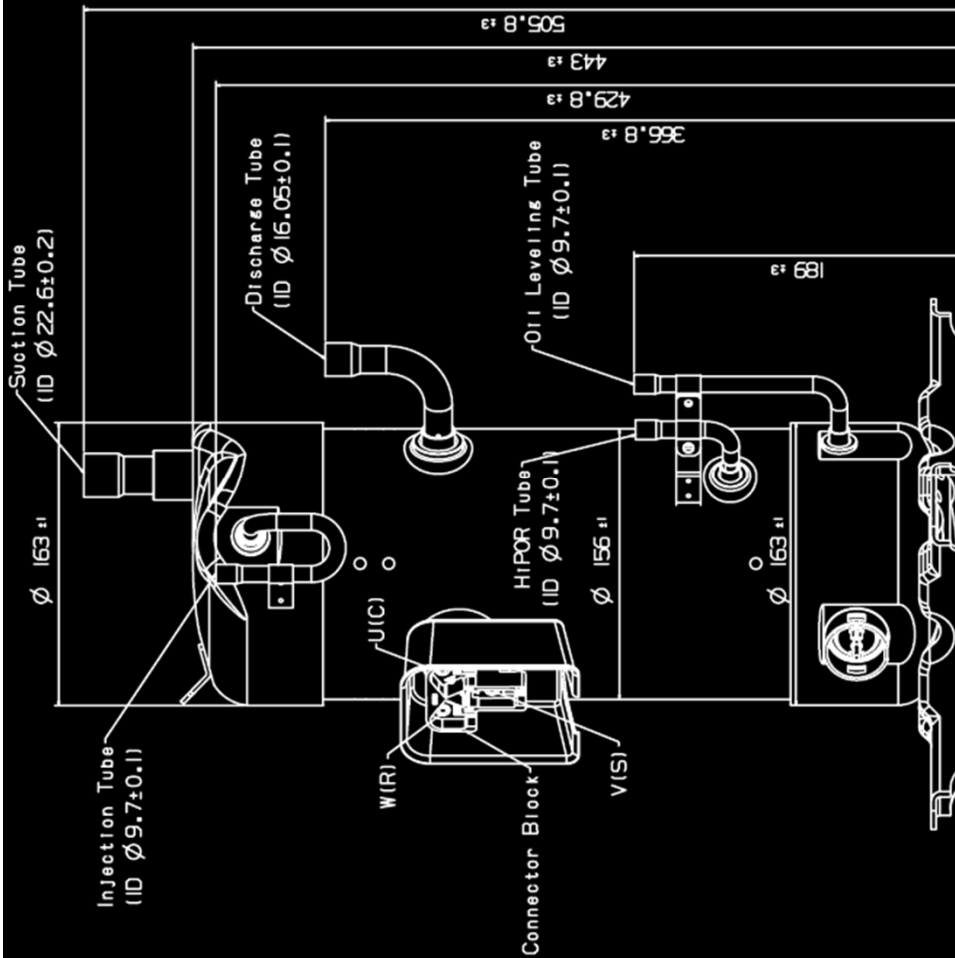 505.8 ±3
443 ±3
429.8 ±3
366.8 ±3
189 ±3
Suction Tube
(ID Ø22.6±0.2)
Discharge Tube
(ID Ø16.05±0.1)
Oil Leveling Tube
(ID Ø9.7±0.1)
HiPOR Tube
(ID Ø9.7±0.1)
Ø 163 ±1
Ø 156 ±1
Ø 163 ±1
Injection Tube
(ID Ø9.7±0.1)
U(C)
W(R)
V(S)
Connector Block